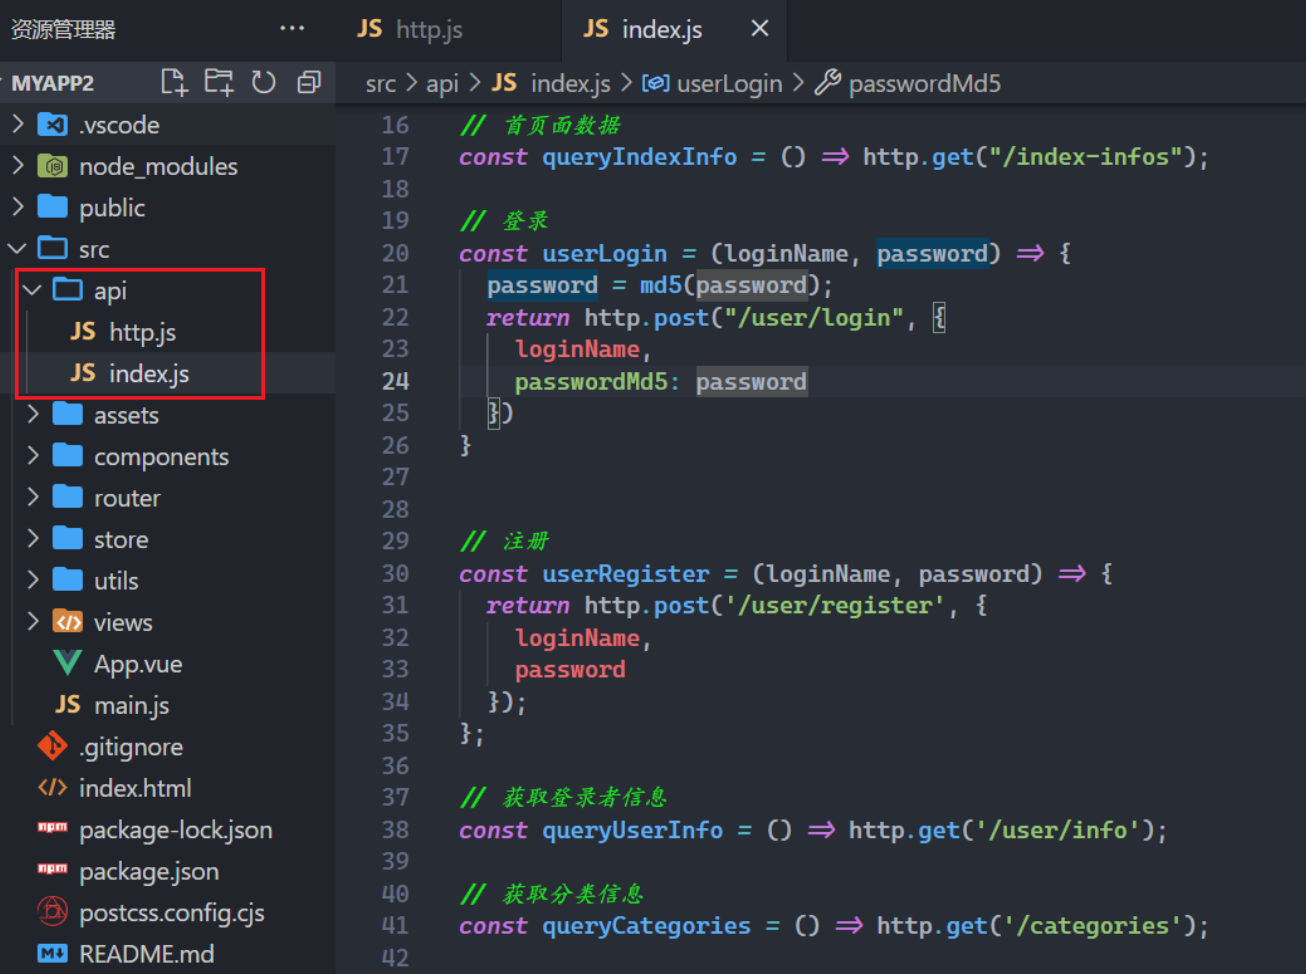 资源管理器 ···
MYAPP2
.vscode
node_modules
public
src
api
JS http.js
JS index.js
assets
components
router
store
utils
views
App.vue
JS main.js
.gitignore
index.html
npm package-lock.json
npm package.json
postcss.config.cjs
README.md
JS http.js
JS index.js ×
src > api > JS index.js > userLogin > passwordMd5
16 // 首页面数据
17 const queryIndexInfo = () => http.get("/index-infos");
18
19 // 登录
20 const userLogin = (loginName, password) => {
21 password = md5(password);
22 return http.post("/user/login", {
23 loginName,
24 passwordMd5: password
25 })
26 }
27
28
29 // 注册
30 const userRegister = (loginName, password) => {
31 return http.post('/user/register', {
32 loginName,
33 password
34 });
35 };
36
37 // 获取登录者信息
38 const queryUserInfo = () => http.get('/user/info');
39
40 // 获取分类信息
41 const queryCategories = () => http.get('/categories');
42